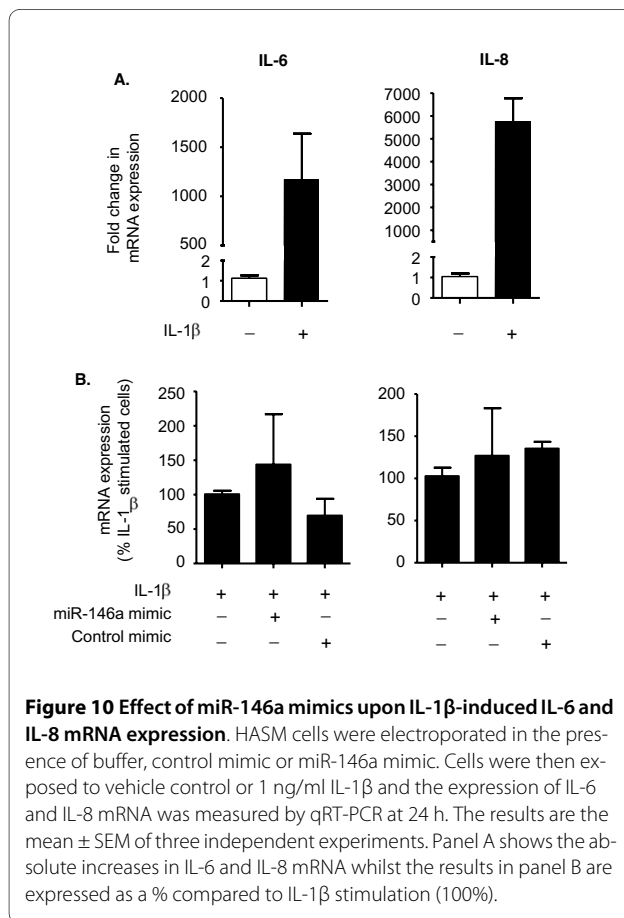 IL-6 IL-8
A.
Fold change in
mRNA expression
2000
1500
1000
500
2
1
0
7000
6000
5000
4000
3000
2000
1000
2
1
0
IL-1β – + – +
B.
mRNA expression
(% IL-1β stimulated cells)
250
200
150
100
50
0
200
150
100
50
0
IL-1β + + + + + +
miR-146a mimic – + – – + –
Control mimic – – + – – +
Figure 10 Effect of miR-146a mimics upon IL-1β-induced IL-6 and
IL-8 mRNA expression. HASM cells were electroporated in the pres-
ence of buffer, control mimic or miR-146a mimic. Cells were then ex-
posed to vehicle control or 1 ng/ml IL-1β and the expression of IL-6
and IL-8 mRNA was measured by qRT-PCR at 24 h. The results are the
mean ± SEM of three independent experiments. Panel A shows the ab-
solute increases in IL-6 and IL-8 mRNA whilst the results in panel B are
expressed as a % compared to IL-1β stimulation (100%).